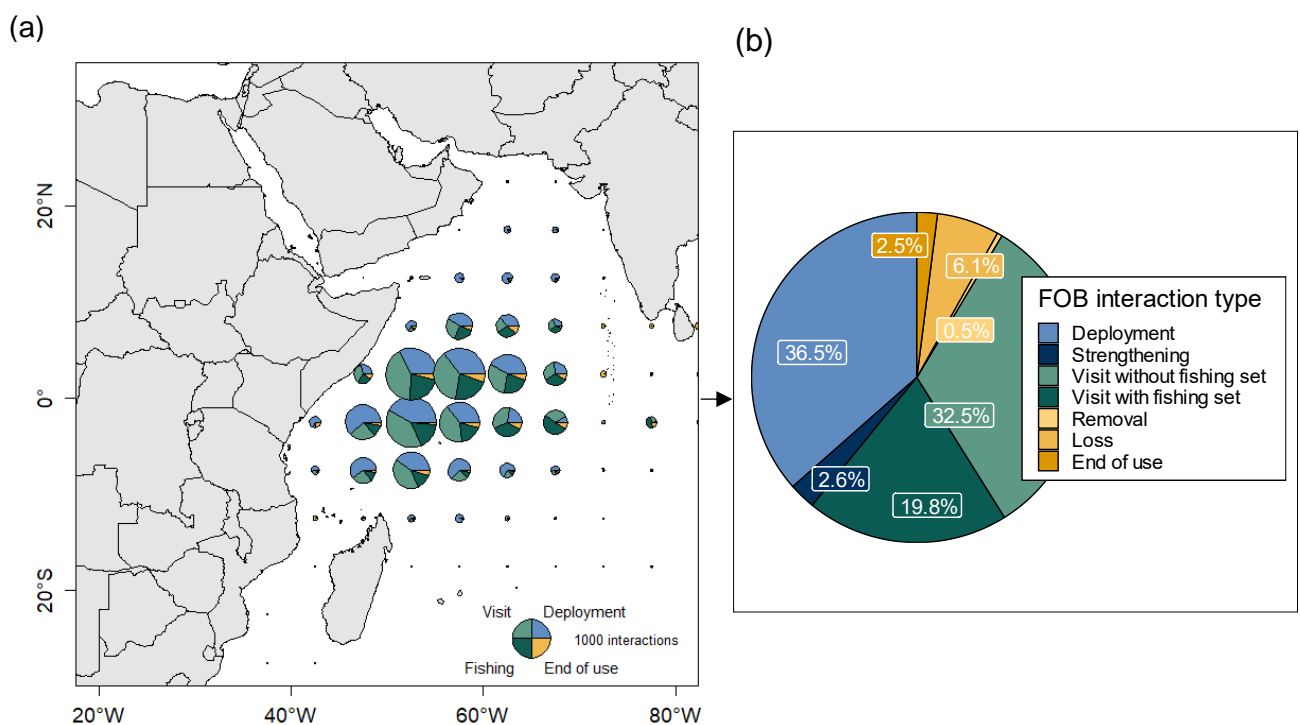 (a)
20°N
0°
20°S
20°W
40°W
60°W
80°W
Visit
Deployment
1000 interactions
Fishing
End of use
(b)
2.5%
6.1%
0.5%
36.5%
32.5%
2.6%
19.8%
FOB interaction type
Deployment
Strengthening
Visit without fishing set
Visit with fishing set
Removal
Loss
End of use